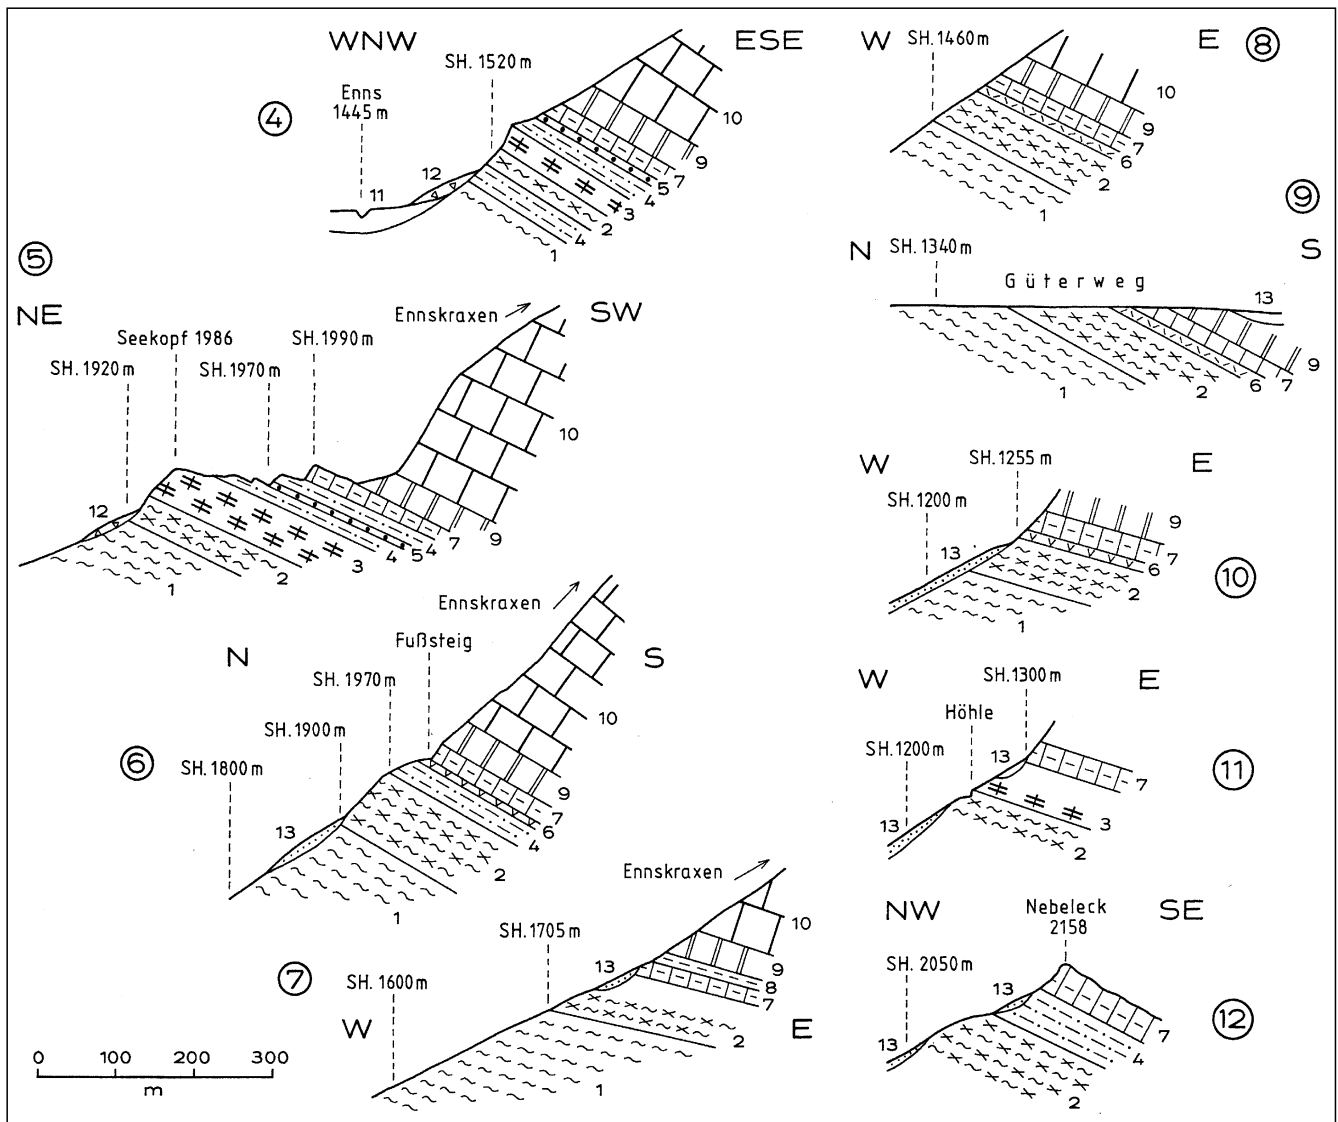 WNW
ESE
④
SH. 1520 m
Enns
1445 m
12
11
10
9
7
5
4
3
2
4
1
W
E
⑧
SH. 1460 m
10
9
7
6
2
1
⑨
N
S
SH. 1340 m
Güterweg
13
9
7
6
2
1
⑤
NE
SW
Ennskraxen
Seekopf 1986
SH. 1990 m
SH. 1920 m
SH. 1970 m
12
10
9
7
4
5
4
3
2
1
W
E
SH. 1255 m
SH. 1200 m
13
9
7
6
2
1
⑩
Ennskraxen
Fußsteig
N
S
SH. 1970 m
SH. 1900 m
⑥
SH. 1800 m
13
10
9
7
6
4
2
1
W
E
SH. 1300 m
Höhle
SH. 1200 m
13
13
⑪
7
3
2
Ennskraxen
SH. 1705 m
⑦
SH. 1600 m
W
E
13
10
9
8
7
2
1
NW
SE
Nebeleck
2158
SH. 2050 m
13
13
⑫
7
4
2
0 100 200 300
m